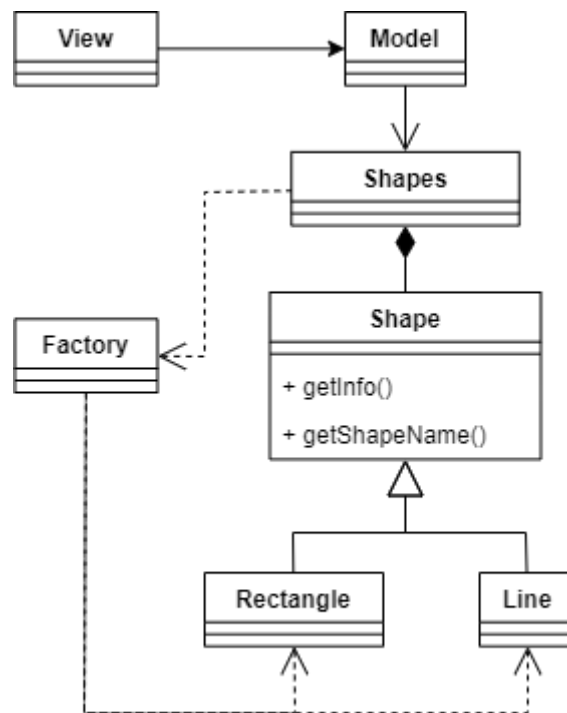 View
Model
Shapes
Factory
Shape
+ getInfo()
+ getShapeName()
Rectangle
Line